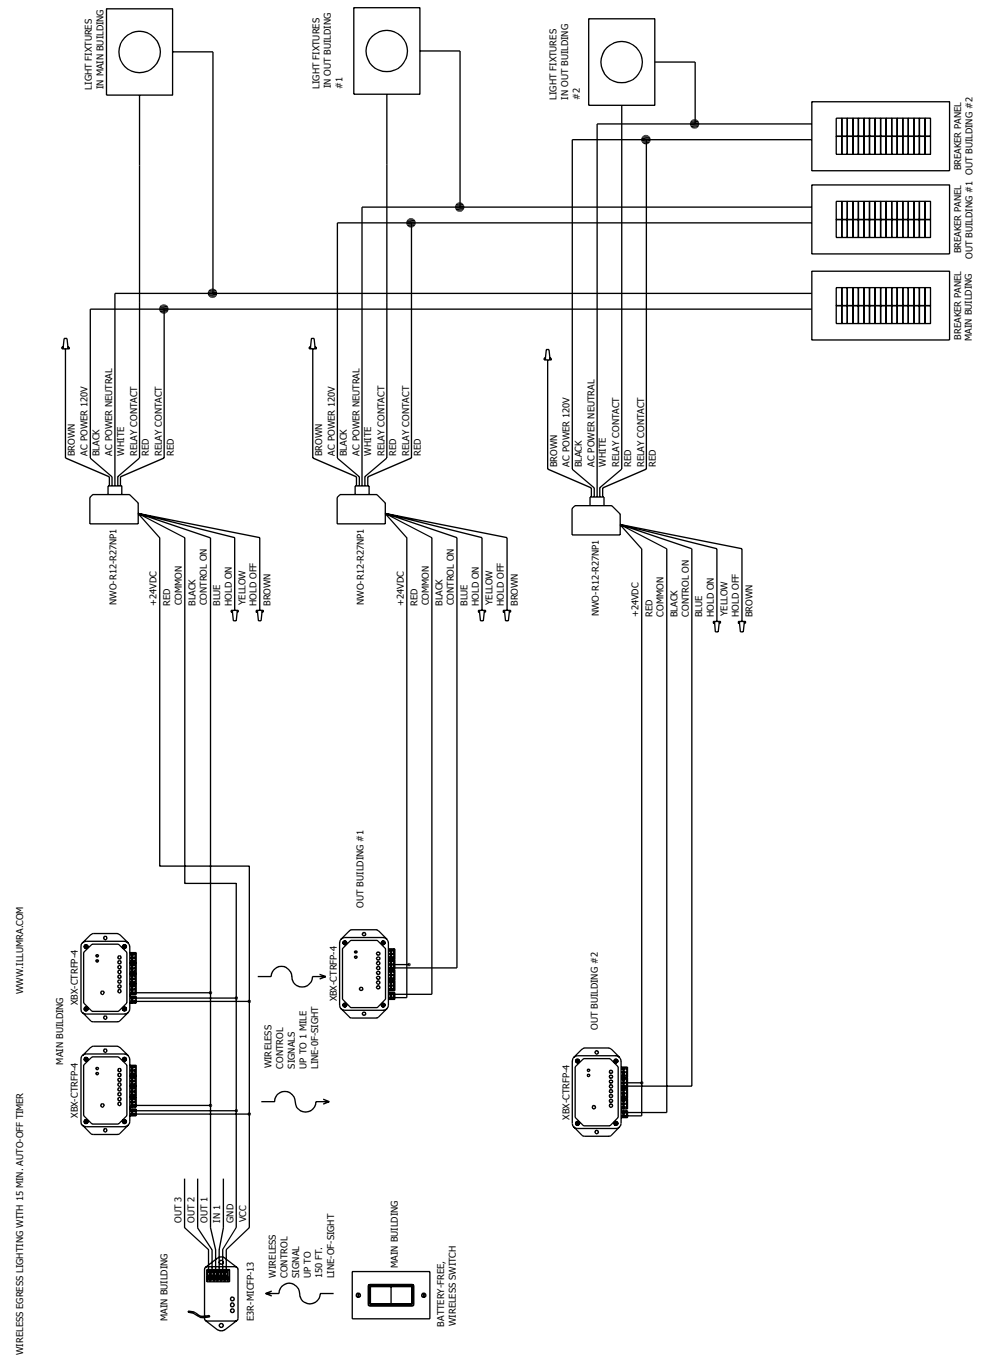 WIRELESS EGRESS LIGHTING WITH 15 MIN. AUTO-OFF TIMER
WWW.ILLUMRA.COM
MAIN BUILDING
XBX-CTRFP-4
XBX-CTRFP-4
MAIN BUILDING
E3R-MICFP-13
OUT 3
OUT 2
OUT 1
IN 1
GND
VCC
WIRELESS
CONTROL
SIGNAL
UP TO
150 FT.
LINE-OF-SIGHT
MAIN BUILDING
BATTERY-FREE,
WIRELESS SWITCH
WIRELESS
CONTROL
SIGNALS
UP TO 1 MILE
LINE-OF-SIGHT
XBX-CTRFP-4
OUT BUILDING #1
XBX-CTRFP-4
OUT BUILDING #2
NWO-R12-R27NP1
+24VDC
RED
COMMON
BLACK
CONTROL ON
BLUE
HOLD ON
YELLOW
HOLD OFF
BROWN
BROWN
AC POWER 120V
BLACK
AC POWER NEUTRAL
WHITE
RELAY CONTACT
RED
RELAY CONTACT
RED
NWO-R12-R27NP1
+24VDC
RED
COMMON
BLACK
CONTROL ON
BLUE
HOLD ON
YELLOW
HOLD OFF
BROWN
BROWN
AC POWER 120V
BLACK
AC POWER NEUTRAL
WHITE
RELAY CONTACT
RED
RELAY CONTACT
RED
NWO-R12-R27NP1
+24VDC
RED
COMMON
BLACK
CONTROL ON
BLUE
HOLD ON
YELLOW
HOLD OFF
BROWN
BROWN
AC POWER 120V
BLACK
AC POWER NEUTRAL
WHITE
RELAY CONTACT
RED
RELAY CONTACT
RED
LIGHT FIXTURES
IN MAIN BUILDING
LIGHT FIXTURES
IN OUT BUILDING
#1
LIGHT FIXTURES
IN OUT BUILDING
#2
BREAKER PANEL
MAIN BUILDING
BREAKER PANEL
OUT BUILDING #1
BREAKER PANEL
OUT BUILDING #2